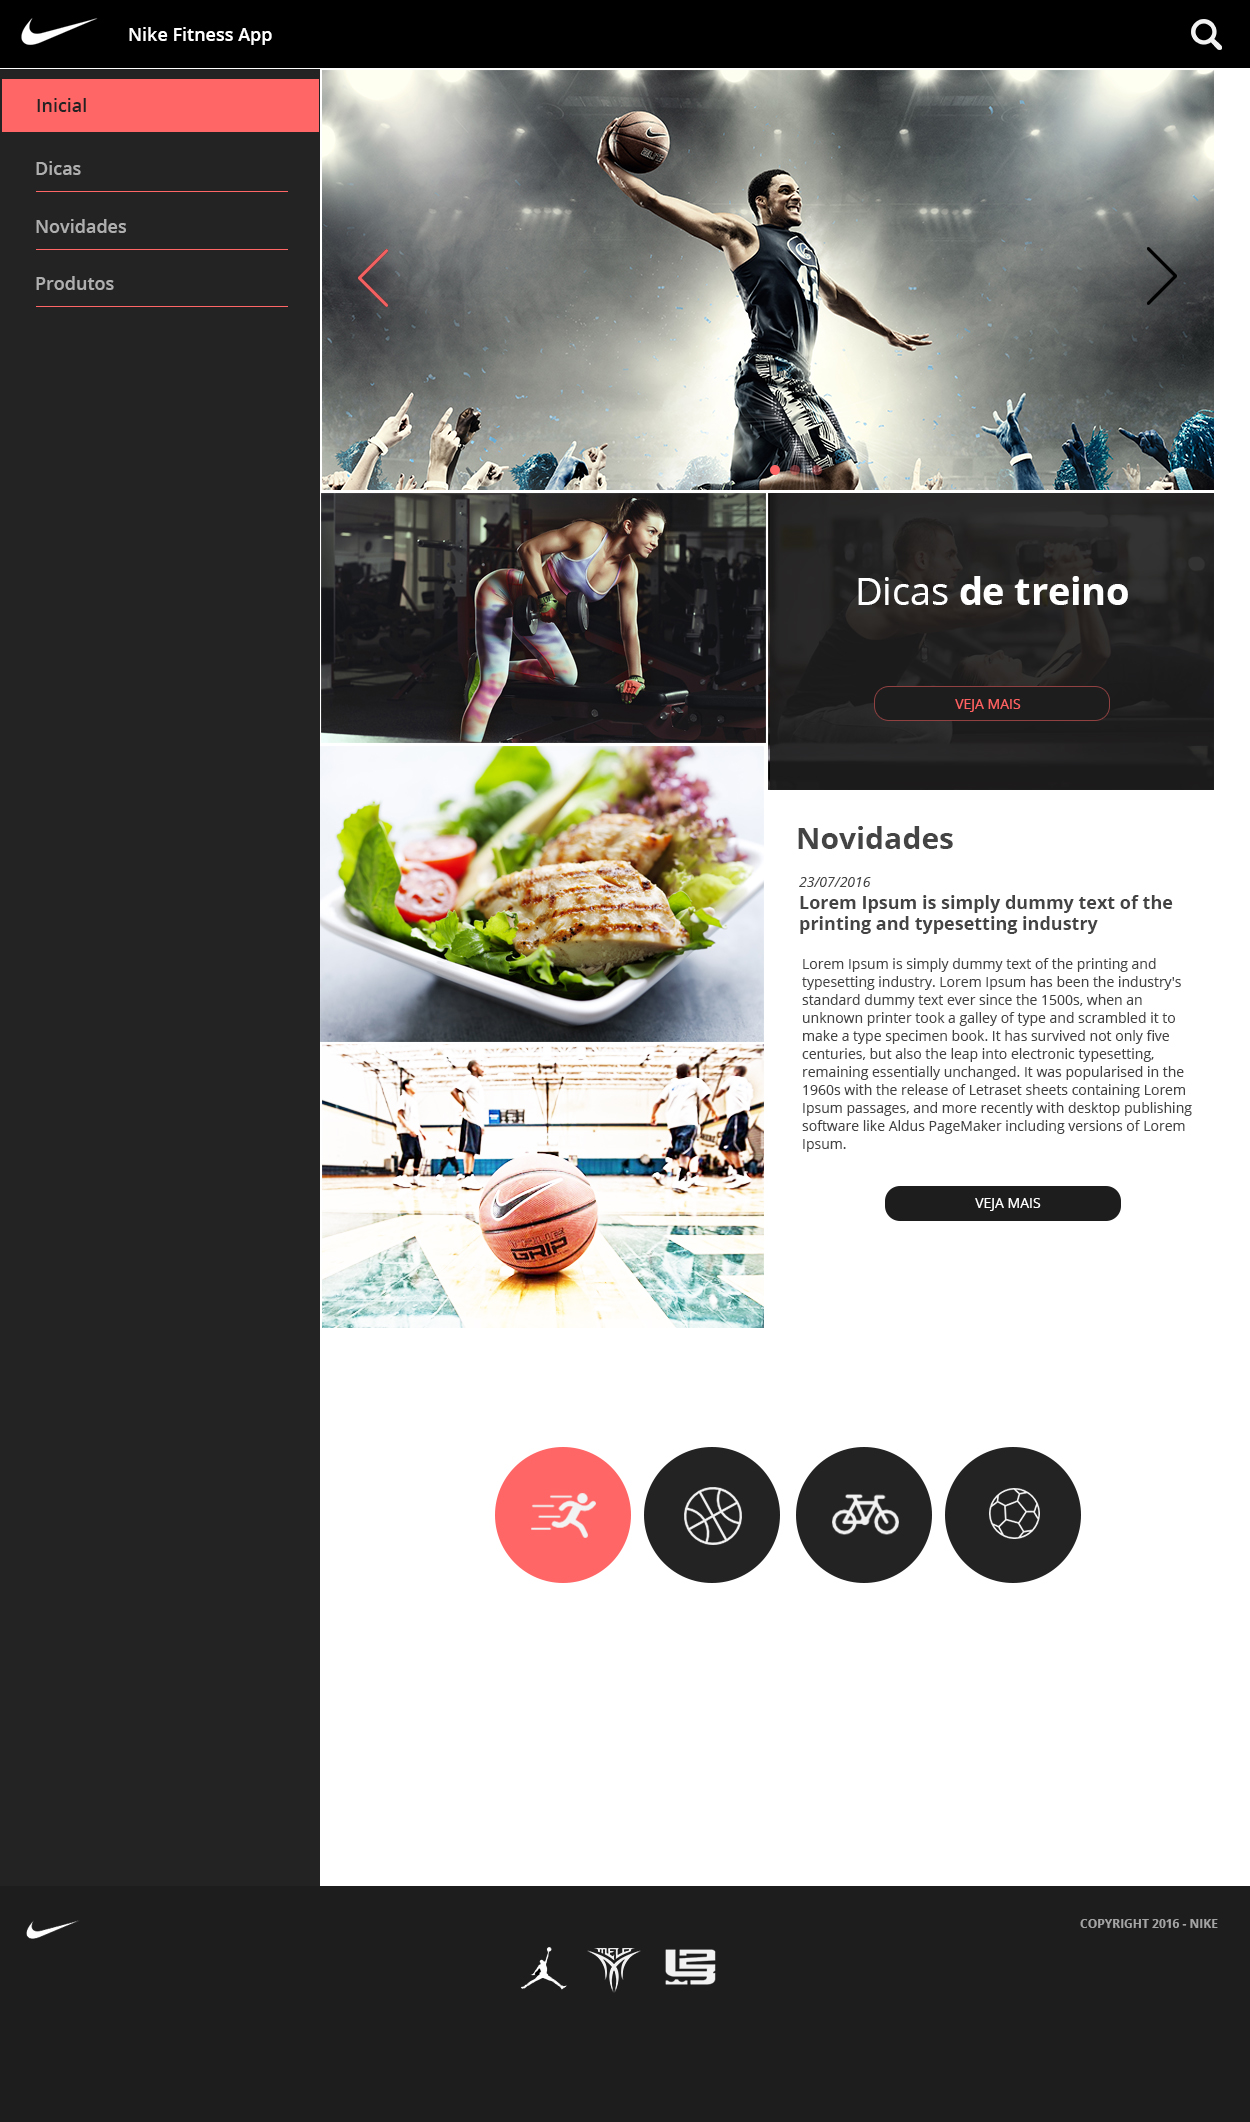 Nike Fitness App
Inicial
Dicas
Novidades
Produtos
ELITE
42
Dicas de treino
VEJA MAIS
Novidades
23/07/2016
Lorem Ipsum is simply dummy text of the
printing and typesetting industry
Lorem Ipsum is simply dummy text of the printing and
typesetting industry. Lorem Ipsum has been the industry's
standard dummy text ever since the 1500s, when an
unknown printer took a galley of type and scrambled it to
make a type specimen book. It has survived not only five
centuries, but also the leap into electronic typesetting,
remaining essentially unchanged. It was popularised in the
1960s with the release of Letraset sheets containing Lorem
Ipsum passages, and more recently with desktop publishing
software like Aldus PageMaker including versions of Lorem
Ipsum.
TRUE
GRIP
VEJA MAIS
COPYRIGHT 2016 - NIKE
MELO